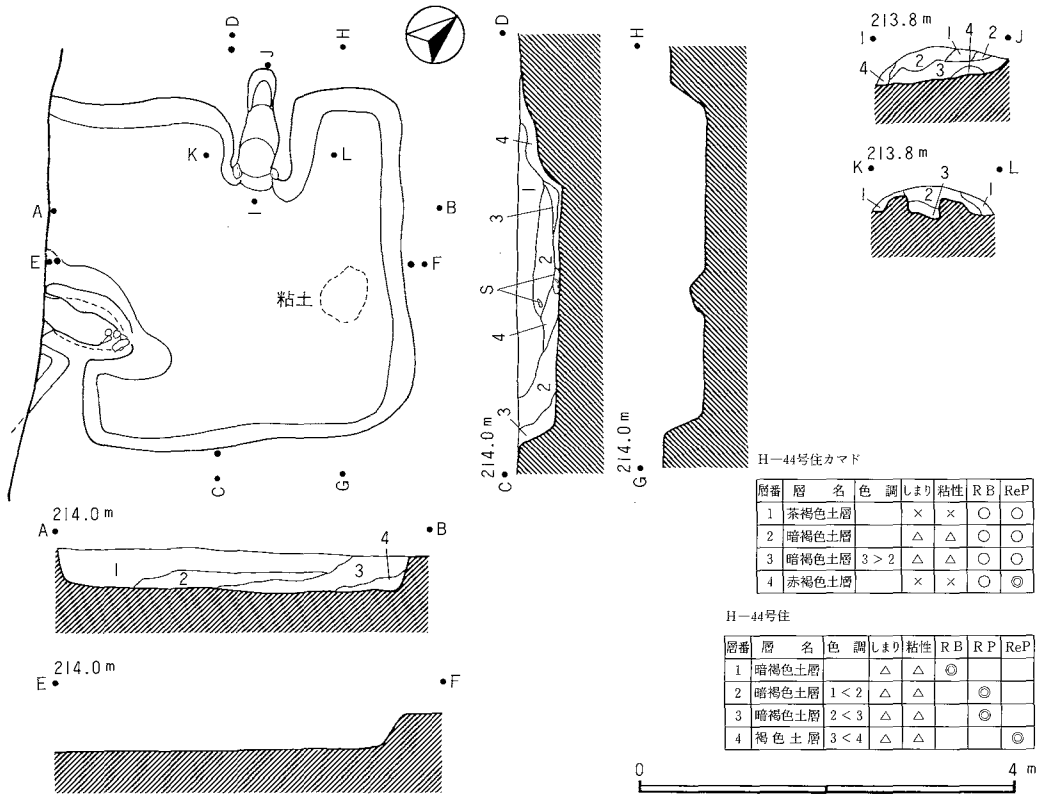 D
H
J
K
L
I
A
B
E
F
粘土
C
G
D
4
1
3
2
S
4
2
3
214.0m
C
H
214.0m
G
213.8m
I
J
1
4
2
2
3
4
213.8m
K
L
3
1
2
1
214.0m
A
B
1
2
3
4
214.0m
E
F
H-44号住カマド
層番 層名 色調 しまり 粘性 RB ReP
1 茶褐色土層 × × ○ ○
2 暗褐色土層 △ △ ○ ○
3 暗褐色土層 3>2 △ △ ○ ○
4 赤褐色土層 × × ○ ◎
H-44号住
層番 層名 色調 しまり 粘性 RB RP ReP
1 暗褐色土層 △ △ ◎
2 暗褐色土層 1<2 △ △ ◎
3 暗褐色土層 2<3 △ △ ◎
4 褐色土層 3<4 △ △ ◎
0 4m